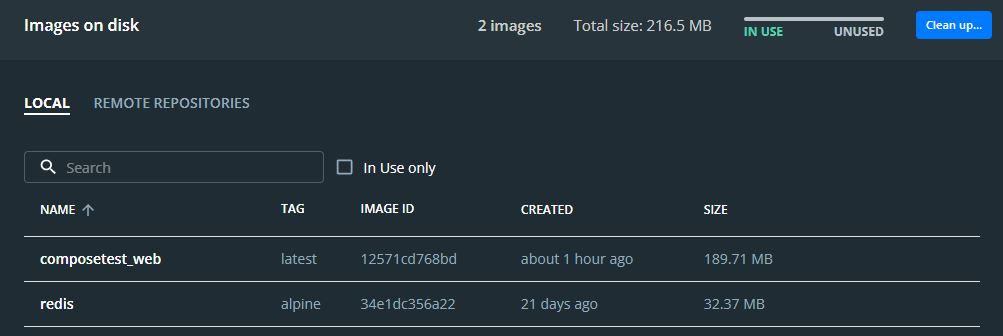 Images on disk 2 images Total size: 216.5 MB IN USE UNUSED Clean up...
LOCAL REMOTE REPOSITORIES
Search In Use only
NAME TAG IMAGE ID CREATED SIZE
composetest_web latest 12571cd768bd about 1 hour ago 189.71 MB
redis alpine 34e1dc356a22 21 days ago 32.37 MB